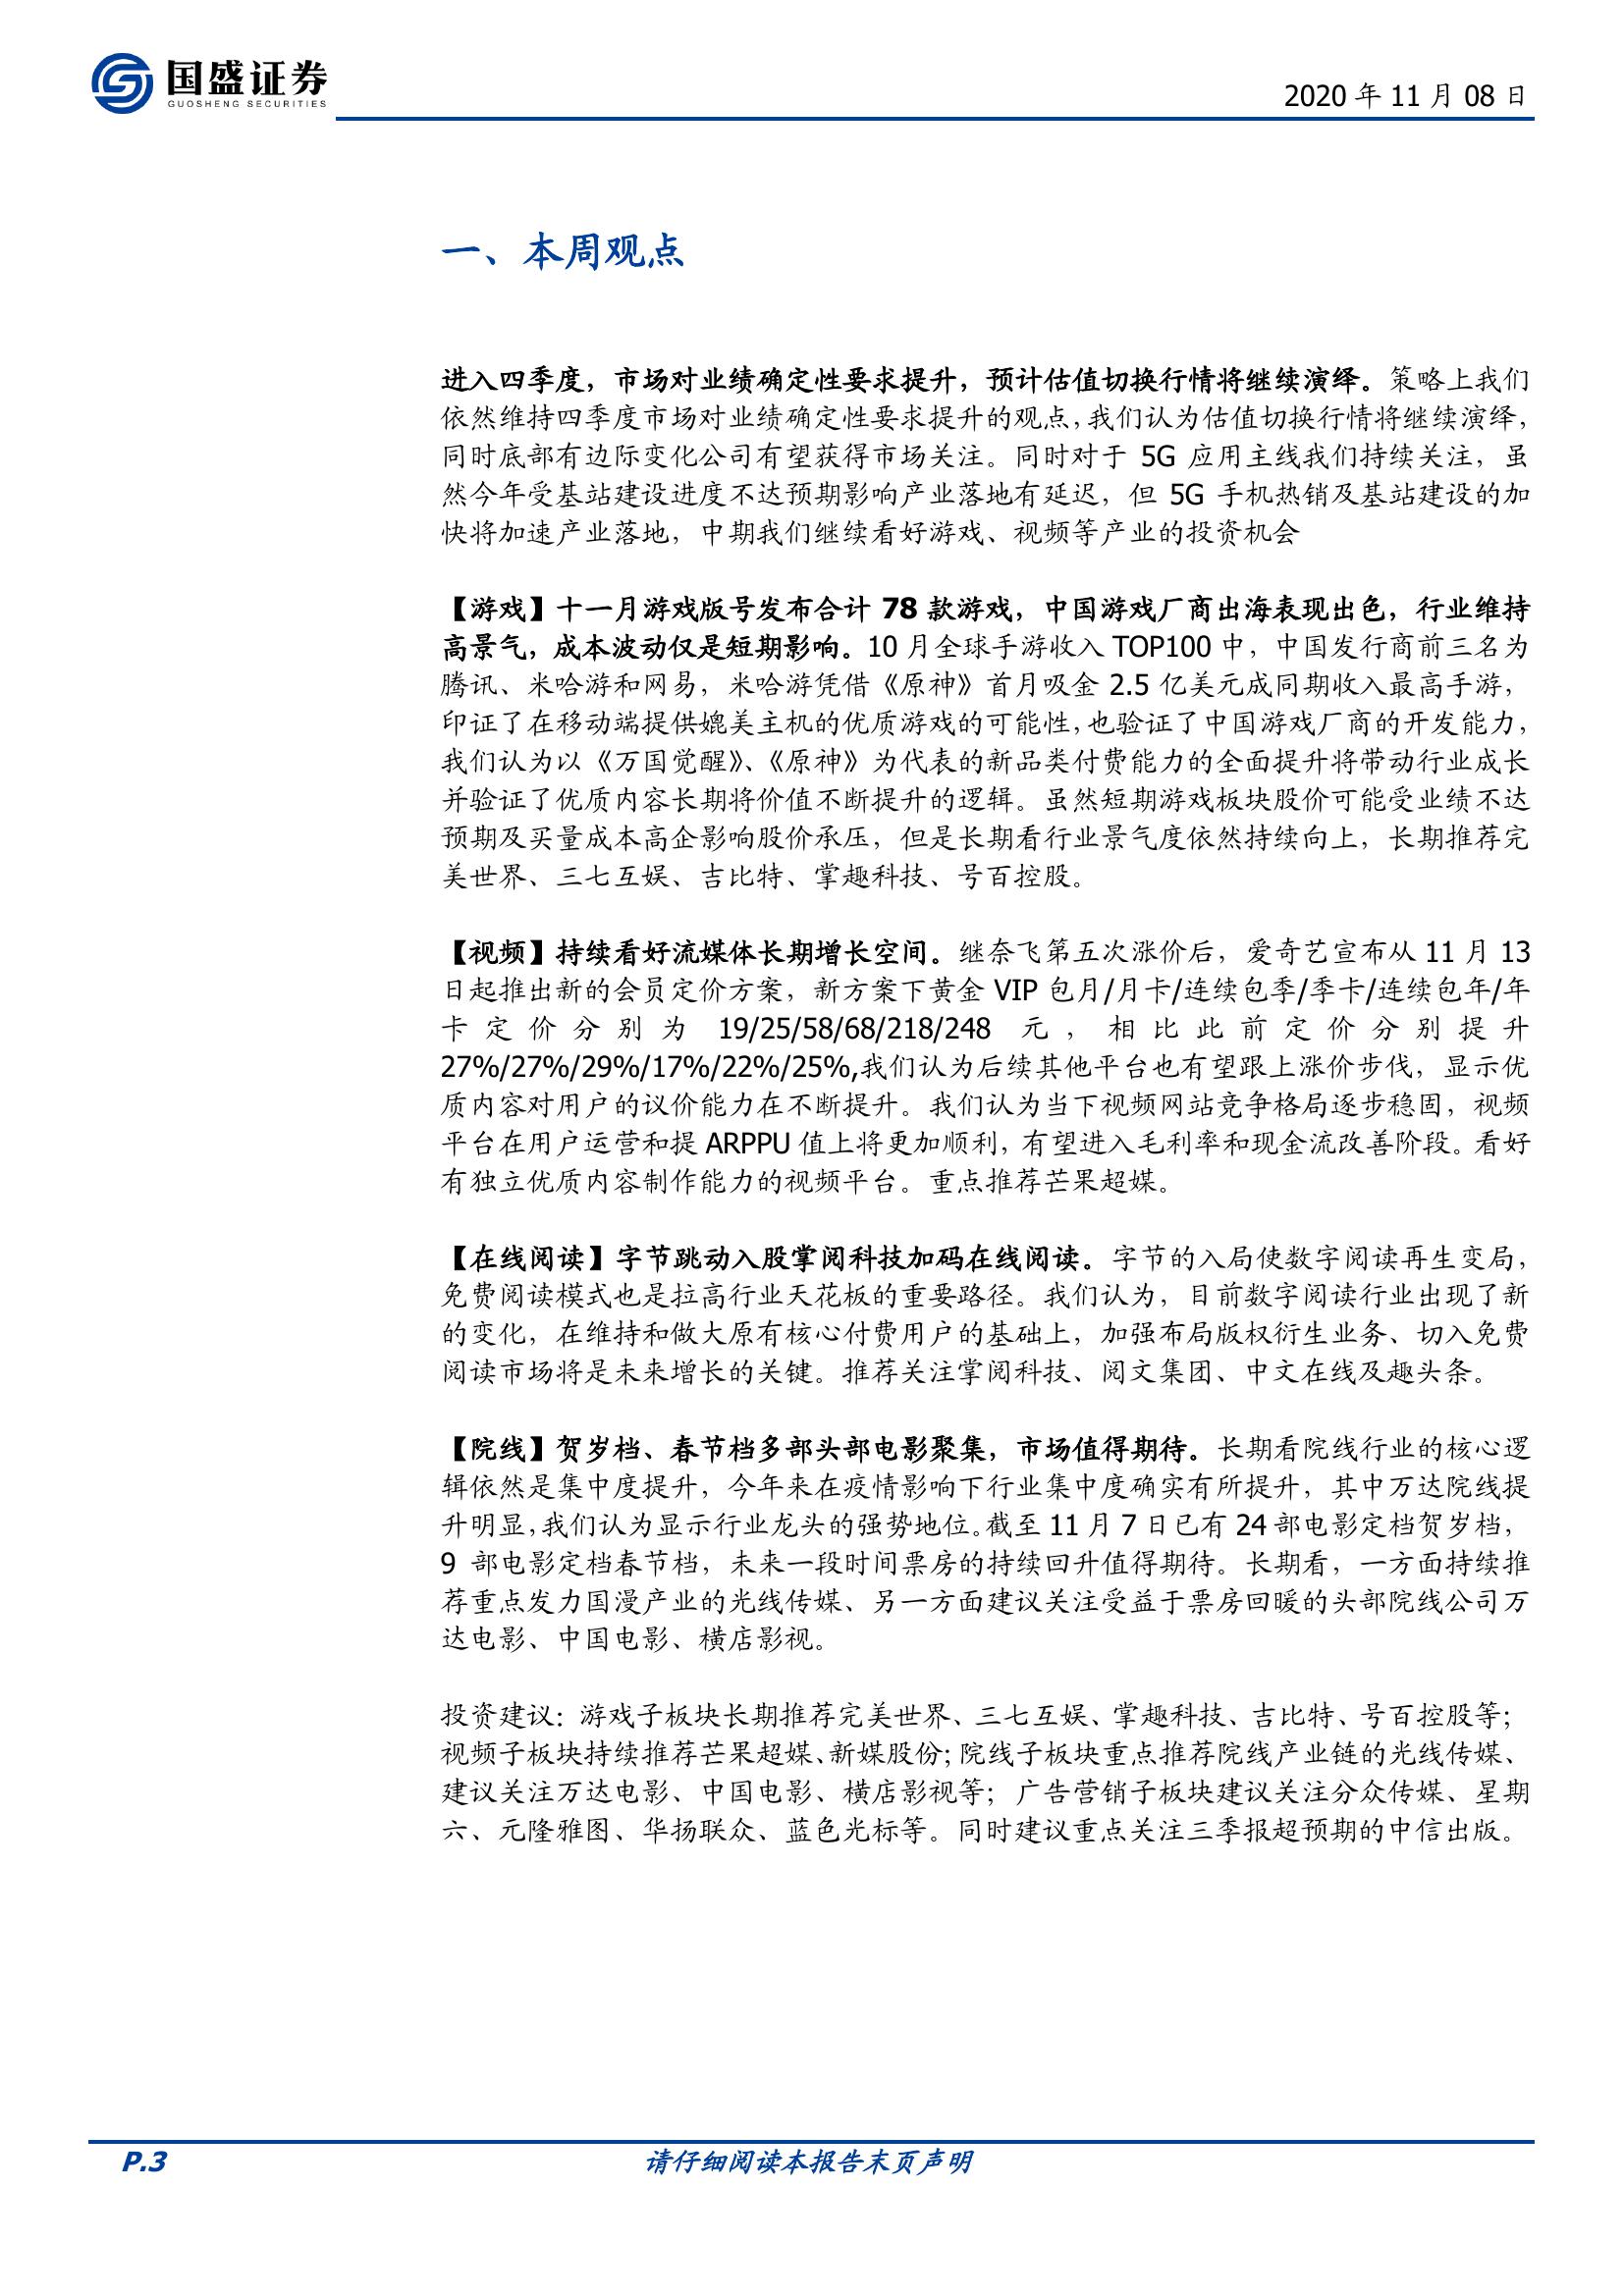 国盛证券
GUOSHENG SECURITIES
2020 年 11 月 08 日
一、本周观点
进入四季度，市场对业绩确定性要求提升，预计估值切换行情将继续演绎。策略上我们
依然维持四季度市场对业绩确定性要求提升的观点，我们认为估值切换行情将继续演绎，
同时底部有边际变化公司有望获得市场关注。同时对于 5G 应用主线我们持续关注，虽
然今年受基站建设进度不达预期影响产业落地有延迟，但 5G 手机热销及基站建设的加
快将加速产业落地，中期我们继续看好游戏、视频等产业的投资机会
【游戏】十一月游戏版号发布合计 78 款游戏，中国游戏厂商出海表现出色，行业维持
高景气，成本波动仅是短期影响。10 月全球手游收入 TOP100 中，中国发行商前三名为
腾讯、米哈游和网易，米哈游凭借《原神》首月吸金 2.5 亿美元成同期收入最高手游，
印证了在移动端提供媲美主机的优质游戏的可能性，也验证了中国游戏厂商的开发能力，
我们认为以《万国觉醒》、《原神》为代表的新品类付费能力的全面提升将带动行业成长
并验证了优质内容长期将价值不断提升的逻辑。虽然短期游戏板块股价可能受业绩不达
预期及买量成本高企影响股价承压，但是长期看行业景气度依然持续向上，长期推荐完
美世界、三七互娱、吉比特、掌趣科技、号百控股。
【视频】持续看好流媒体长期增长空间。继奈飞第五次涨价后，爱奇艺宣布从 11 月 13
日起推出新的会员定价方案，新方案下黄金 VIP 包月/月卡/连续包季/季卡/连续包年/年
卡定价分别为 19/25/58/68/218/248 元，相比此前定价分别提升
27%/27%/29%/17%/22%/25%,我们认为后续其他平台也有望跟上涨价步伐，显示优
质内容对用户的议价能力在不断提升。我们认为当下视频网站竞争格局逐步稳固，视频
平台在用户运营和提 ARPPU 值上将更加顺利，有望进入毛利率和现金流改善阶段。看好
有独立优质内容制作能力的视频平台。重点推荐芒果超媒。
【在线阅读】字节跳动入股掌阅科技加码在线阅读。字节的入局使数字阅读再生变局，
免费阅读模式也是拉高行业天花板的重要路径。我们认为，目前数字阅读行业出现了新
的变化，在维持和做大原有核心付费用户的基础上，加强布局版权衍生业务、切入免费
阅读市场将是未来增长的关键。推荐关注掌阅科技、阅文集团、中文在线及趣头条。
【院线】贺岁档、春节档多部头部电影聚集，市场值得期待。长期看院线行业的核心逻
辑依然是集中度提升，今年来在疫情影响下行业集中度确实有所提升，其中万达院线提
升明显，我们认为显示行业龙头的强势地位。截至 11 月 7 日已有 24 部电影定档贺岁档，
9 部电影定档春节档，未来一段时间票房的持续回升值得期待。长期看，一方面持续推
荐重点发力国漫产业的光线传媒、另一方面建议关注受益于票房回暖的头部院线公司万
达电影、中国电影、横店影视。
投资建议：游戏子板块长期推荐完美世界、三七互娱、掌趣科技、吉比特、号百控股等；
视频子板块持续推荐芒果超媒、新媒股份；院线子板块重点推荐院线产业链的光线传媒、
建议关注万达电影、中国电影、横店影视等；广告营销子板块建议关注分众传媒、星期
六、元隆雅图、华扬联众、蓝色光标等。同时建议重点关注三季报超预期的中信出版。
P.3
请仔细阅读本报告末页声明